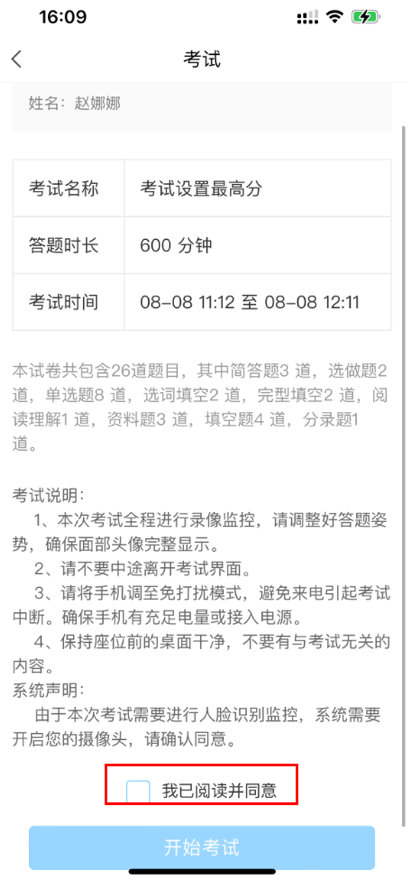 16:09
考试
姓名：赵娜娜
考试名称 考试设置最高分
答题时长 600 分钟
考试时间 08-08 11:12 至 08-08 12:11
本试卷共包含26道题目，其中简答题3 道，选做题2
道，单选题8 道，选词填空2 道，完型填空2 道，阅
读理解1 道，资料题3 道，填空题4 道，分录题1
道。
考试说明：
1、本次考试全程进行录像监控，请调整好答题姿
势，确保面部头像完整显示。
2、请不要中途离开考试界面。
3、请将手机调至免打扰模式，避免来电引起考试
中断。确保手机有充足电量或接入电源。
4、保持座位前的桌面干净，不要有与考试无关的
内容。
系统声明：
由于本次考试需要进行人脸识别监控，系统需要
开启您的摄像头，请确认同意。
我已阅读并同意
开始考试